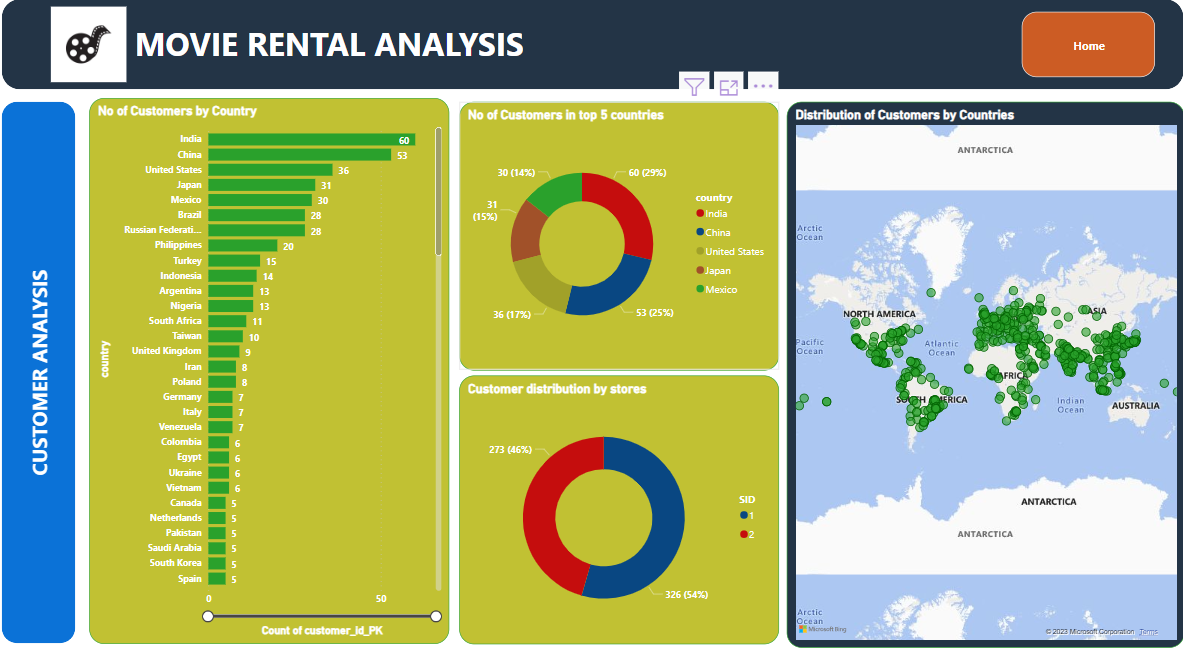 MOVIE RENTAL ANALYSIS
Home
CUSTOMER ANALYSIS
No of Customers by Country
India 60
China 53
United States 36
Japan 31
Mexico 30
Brazil 28
Russian Federati... 28
Philippines 20
Turkey 15
Indonesia 14
Argentina 13
Nigeria 13
South Africa 11
Taiwan 10
United Kingdom 9
Iran 8
Poland 8
Germany 7
Italy 7
Venezuela 7
Colombia 6
Egypt 6
Ukraine 6
Vietnam 6
Canada 5
Netherlands 5
Pakistan 5
Saudi Arabia 5
South Korea 5
Spain 5
country
0 50
Count of customer_id_PK
No of Customers in top 5 countries
30 (14%)
60 (29%)
31
(15%)
36 (17%)
53 (25%)
country
India
China
United States
Japan
Mexico
Customer distribution by stores
273 (46%)
326 (54%)
SID
1
2
Distribution of Customers by Countries
ANTARCTICA
Arctic
Ocean
NORTH AMERICA
ASIA
Pacific
Ocean
Atlantic
Ocean
AFRICA
SOUTH AMERICA
Indian
Ocean
AUSTRALIA
ANTARCTICA
ANTARCTICA
Arctic
Ocean
Microsoft Bing
© 2023 Microsoft Corporation Terms